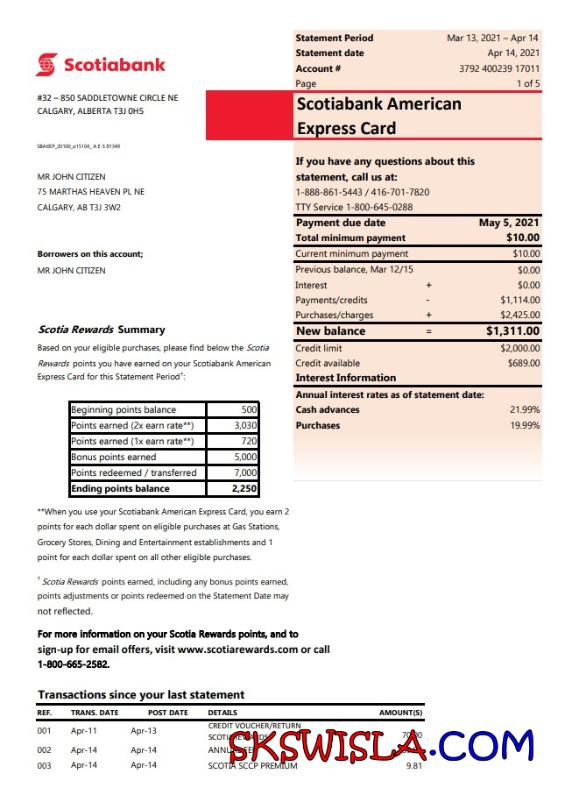 Statement Period Mar 13, 2021 – Apr 14
Statement date Apr 14, 2021
Account # 3792 400239 17011
Page 1 of 5
Scotiabank
#32 – 850 SADDLETOWNE CIRCLE NE
CALGARY, ALBERTA T3J 0H5
Scotiabank American
Express Card
SBAXEP_20100_o15104_ A E S 81349
If you have any questions about this
statement, call us at:
1-888-861-5443 / 416-701-7820
TTY Service 1-800-645-0288
MR JOHN CITIZEN
75 MARTHAS HEAVEN PL NE
CALGARY, AB T3J 3W2
Payment due date May 5, 2021
Total minimum payment $10.00
Current minimum payment $10.00
Previous balance, Mar 12/15 $0.00
Interest + $0.00
Payments/credits - $1,114.00
Purchases/charges + $2,425.00
New balance = $1,311.00
Credit limit $2,000.00
Credit available $689.00
Interest Information
Annual interest rates as of statement date:
Cash advances 21.99%
Purchases 19.99%
Borrowers on this account;
MR JOHN CITIZEN
Scotia Rewards Summary
Based on your eligible purchases, please find below the Scotia
Rewards points you have earned on your Scotiabank American
Express Card for this Statement Period†:
Beginning points balance 500
Points earned (2x earn rate**) 3,030
Points earned (1x earn rate**) 720
Bonus points earned 5,000
Points redeemed / transferred 7,000
Ending points balance 2,250
**When you use your Scotiabank American Express Card, you earn 2
points for each dollar spent on eligible purchases at Gas Stations,
Grocery Stores, Dining and Entertainment establishments and 1
point for each dollar spent on all other eligible purchases.
† Scotia Rewards points earned, including any bonus points earned,
points adjustments or points redeemed on the Statement Date may
not reflected.
For more information on your Scotia Rewards points, and to
sign-up for email offers, visit www.scotiarewards.com or call
1-800-665-2582.
Transactions since your last statement
REF. TRANS. DATE POST DATE DETAILS AMOUNT(S)
001 Apr-11 Apr-13 CREDIT VOUCHER/RETURN
002 Apr-14 Apr-14
003 Apr-14 Apr-14 SCOTIA SCCP PREMIUM 9.81
SKSWISLA.COM